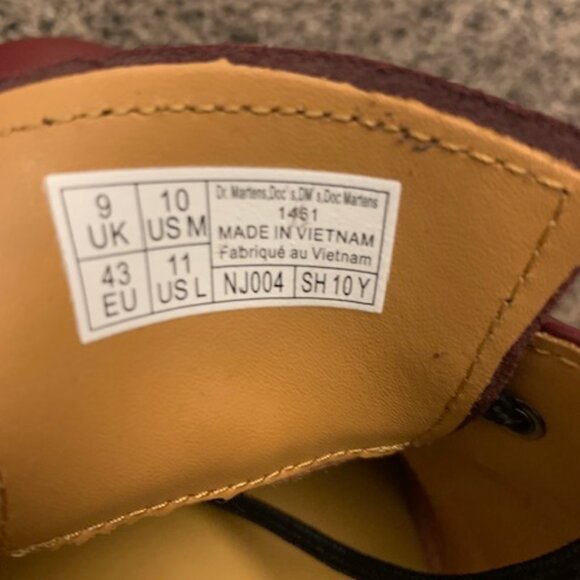 9 UK
10 US M
43 EU
11 US L
Dr. Martens,Doc's,DM's,Doc Martens
1461
MADE IN VIETNAM
Fabriqué au Vietnam
NJ004
SH 10 Y